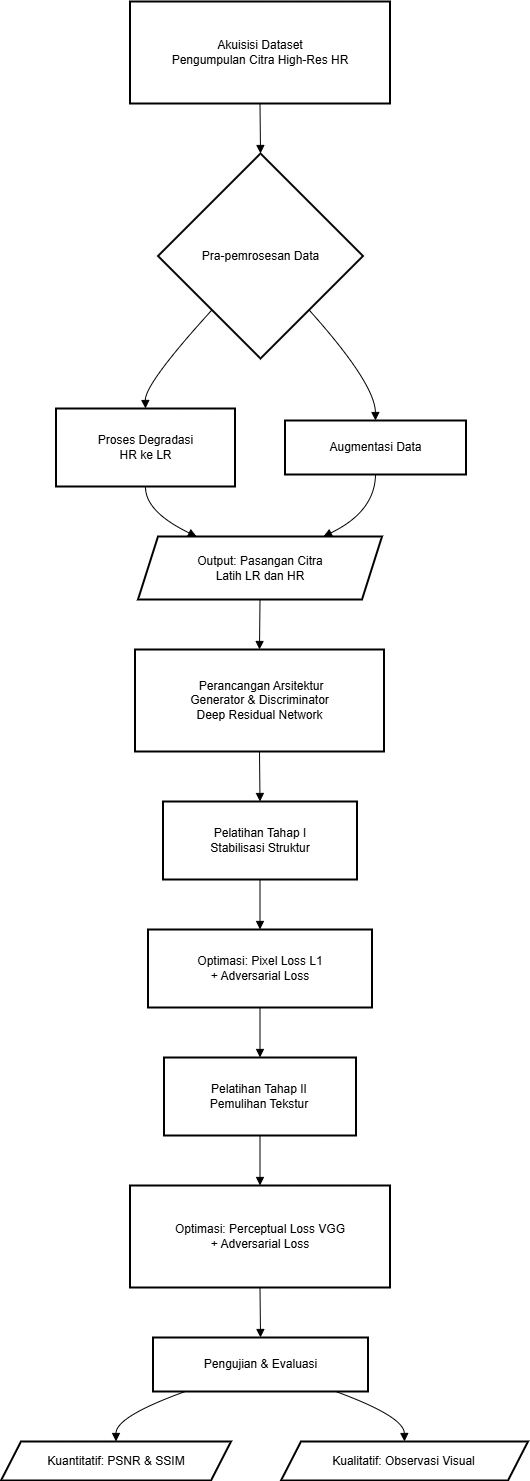 Akuisisi Dataset
Pengumpulan Citra High-Res HR
Pra-pemrosesan Data
Proses Degradasi
HR ke LR
Augmentasi Data
Output: Pasangan Citra
Latih LR dan HR
Perancangan Arsitektur
Generator & Discriminator
Deep Residual Network
Pelatihan Tahap I
Stabilisasi Struktur
Optimasi: Pixel Loss L1
+ Adversarial Loss
Pelatihan Tahap II
Pemulihan Tekstur
Optimasi: Perceptual Loss VGG
+ Adversarial Loss
Pengujian & Evaluasi
Kuantitatif: PSNR & SSIM
Kualitatif: Observasi Visual